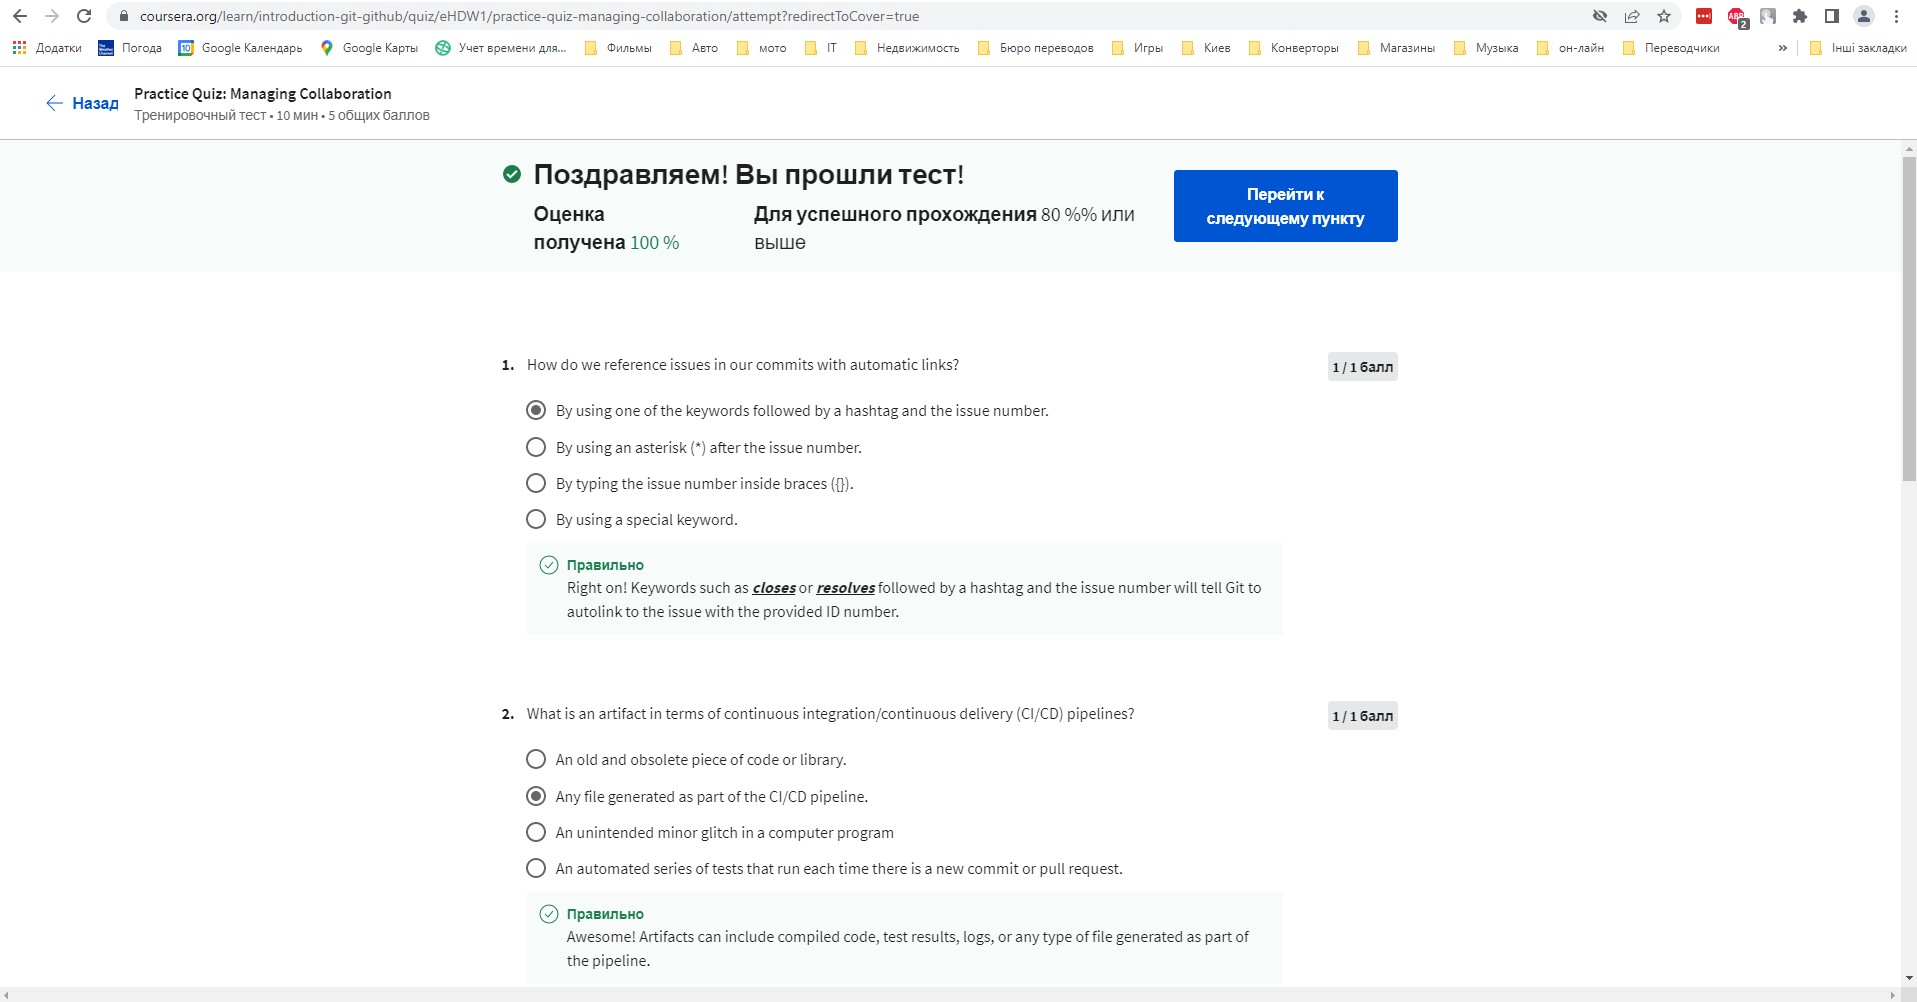 coursera.org/learn/introduction-git-github/quiz/eHDW1/practice-quiz-managing-collaboration/attempt?redirectToCover=true
2
Додатки Погода Google Календарь Google Карты Учет времени для... Фильмы Авто мото IT Недвижимость Бюро переводов Игры Киев Конверторы Магазины Музыка он-лайн Переводчики » Інші закладки
Назад
Practice Quiz: Managing Collaboration
Тренировочный тест • 10 мин • 5 общих баллов
Поздравляем! Вы прошли тест!
Оценка
получена 100 %
Для успешного прохождения 80 %% или
выше
Перейти к
следующему пункту
1. How do we reference issues in our commits with automatic links?
1 / 1 балл
By using one of the keywords followed by a hashtag and the issue number.
By using an asterisk (*) after the issue number.
By typing the issue number inside braces ({}).
By using a special keyword.
Правильно
Right on! Keywords such as closes or resolves followed by a hashtag and the issue number will tell Git to
autolink to the issue with the provided ID number.
2. What is an artifact in terms of continuous integration/continuous delivery (CI/CD) pipelines?
1 / 1 балл
An old and obsolete piece of code or library.
Any file generated as part of the CI/CD pipeline.
An unintended minor glitch in a computer program
An automated series of tests that run each time there is a new commit or pull request.
Правильно
Awesome! Artifacts can include compiled code, test results, logs, or any type of file generated as part of
the pipeline.